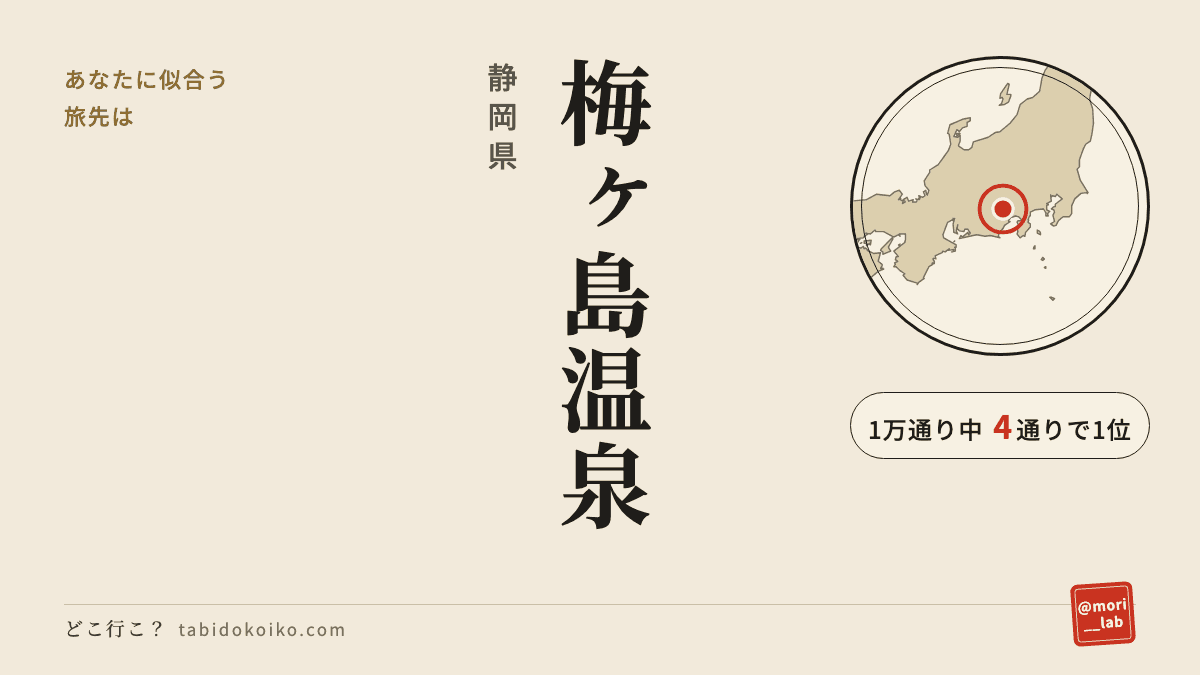 あなたに似合う
旅先は
梅ヶ島温泉
静岡県
1万通り中 4通りで1位
どこ行こ？ tabidokoiko.com
@mori
__lab